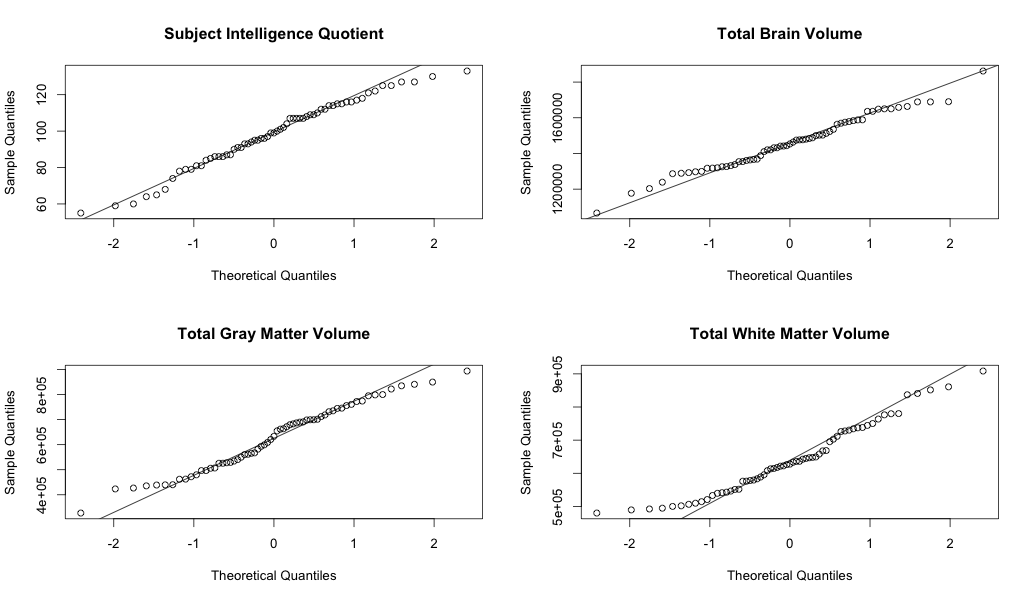 Subject Intelligence Quotient
Sample Quantiles
120
100
80
60
-2 -1 0 1 2
Theoretical Quantiles
Total Brain Volume
Sample Quantiles
1600000
1200000
-2 -1 0 1 2
Theoretical Quantiles
Total Gray Matter Volume
Sample Quantiles
8e+05
6e+05
4e+05
-2 -1 0 1 2
Theoretical Quantiles
Total White Matter Volume
Sample Quantiles
9e+05
7e+05
5e+05
-2 -1 0 1 2
Theoretical Quantiles